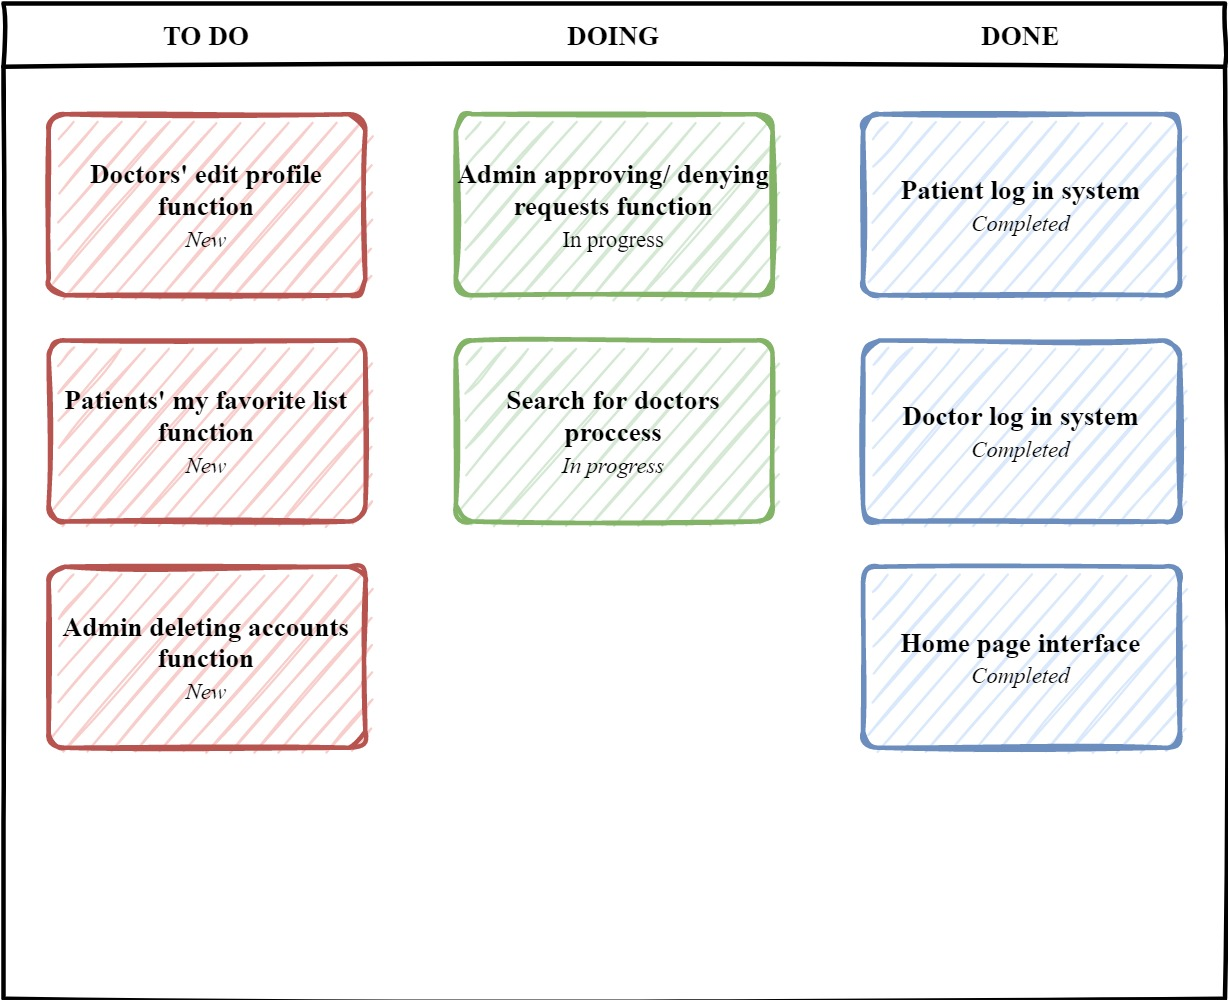 TO DO
DOING
DONE
Doctors' edit profile
function
New
Patients' my favorite list
function
New
Admin deleting accounts
function
New
Admin approving/ denying
requests function
In progress
Search for doctors
proccess
In progress
Patient log in system
Completed
Doctor log in system
Completed
Home page interface
Completed